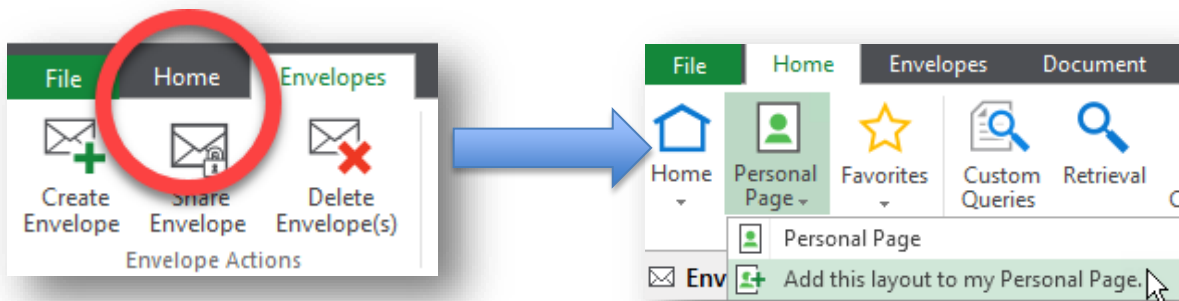 File Home Envelopes
Create Share Delete
Envelope Envelope Envelope(s)
Envelope Actions
File Home Envelopes Document
Home Personal Favorites Custom Retrieval
Page Queries
Personal Page
Env Add this layout to my Personal Page.